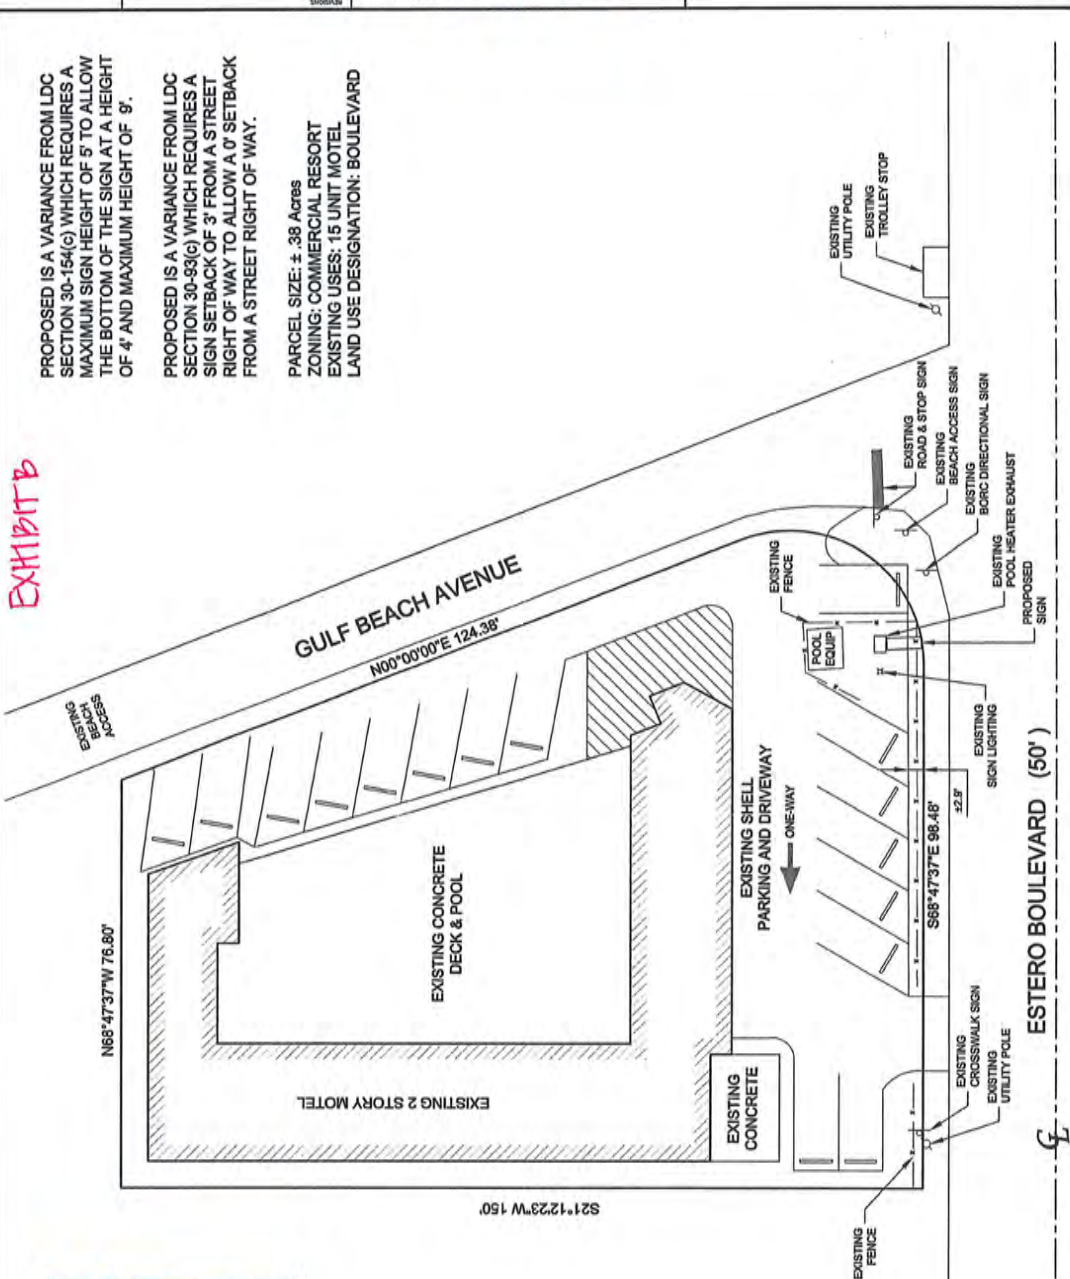 REVISIONS
EXHIBIT B
PROPOSED IS A VARIANCE FROM LDC
SECTION 30-154(c) WHICH REQUIRES A
MAXIMUM SIGN HEIGHT OF 5' TO ALLOW
THE BOTTOM OF THE SIGN AT A HEIGHT
OF 4' AND MAXIMUM HEIGHT OF 9'.
PROPOSED IS A VARIANCE FROM LDC
SECTION 30-93(c) WHICH REQUIRES A
SIGN SETBACK OF 3' FROM A STREET
RIGHT OF WAY TO ALLOW A 0' SETBACK
FROM A STREET RIGHT OF WAY.
PARCEL SIZE: ± .38 Acres
ZONING: COMMERCIAL RESORT
EXISTING USES: 15 UNIT MOTEL
LAND USE DESIGNATION: BOULEVARD
EXISTING
BEACH
ACCESS
GULF BEACH AVENUE
N00°00'00"E 124.38'
N68°47'37"W 76.80'
EXISTING CONCRETE
DECK & POOL
EXISTING 2 STORY MOTEL
S21°12'23"W 150'
EXISTING
CONCRETE
EXISTING SHELL
PARKING AND DRIVEWAY
ONE-WAY
POOL
EQUIP
EXISTING
FENCE
EXISTING
UTILITY POLE
EXISTING
TROLLEY STOP
EXISTING
ROAD & STOP SIGN
EXISTING
BEACH ACCESS SIGN
EXISTING
BORC DIRECTIONAL SIGN
EXISTING
POOL HEATER EXHAUST
PROPOSED
SIGN
EXISTING
SIGN LIGHTING
±2.9'
S68°47'37"E 98.48'
EXISTING
CROSSWALK SIGN
EXISTING
UTILITY POLE
EXISTING
FENCE
ESTERO BOULEVARD (50')
CL